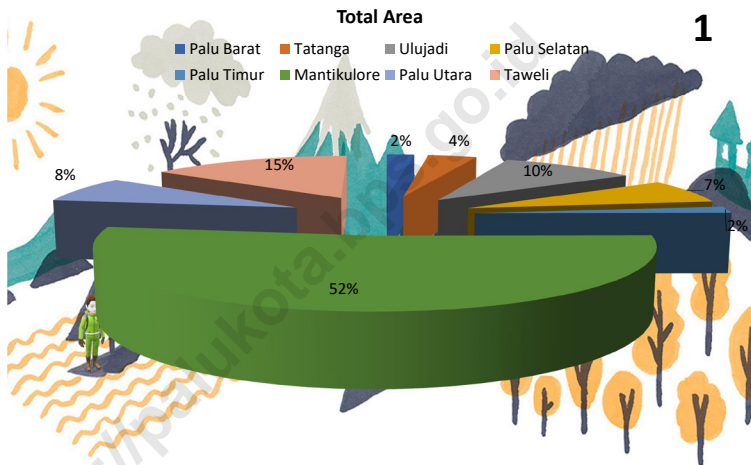 Total Area
1
Palu Barat Tatanga Ulujadi Palu Selatan
Palu Timur Mantikulore Palu Utara Taweli
2%
4%
15%
10%
8%
7%
2%
52%
//palukota.bps.go.id